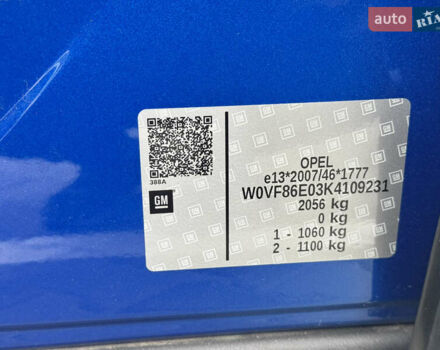 auto RIA
388A
GM
OPEL
e13*2007/46*1777
W0VF86E03K4109231
2056 kg
0 kg
1 - 1060 kg
2 - 1100 kg